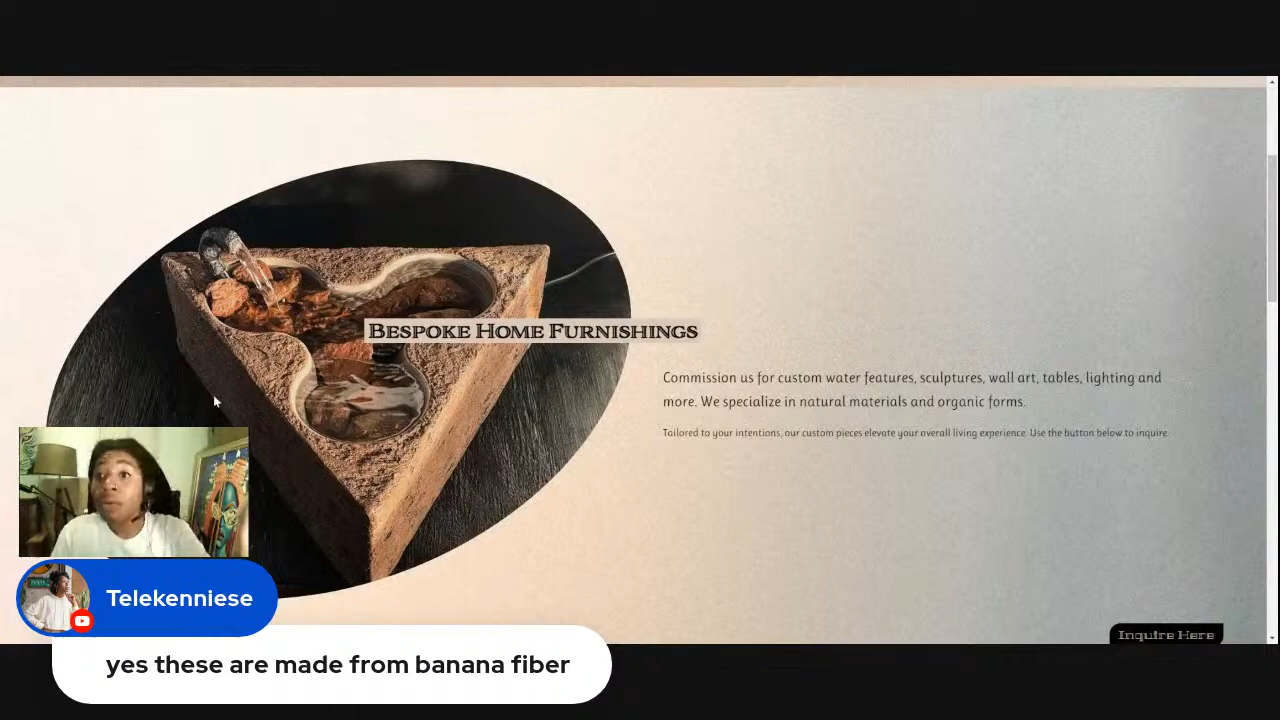 Bespoke Home Furnishings
Commission us for custom water features, sculptures, wall art, tables, lighting and
more. We specialize in natural materials and organic forms.
Tailored to your intentions, our custom pieces elevate your overall living experience. Use the button below to inquire.
Inquire Here
Telekenniese
yes these are made from banana fiber